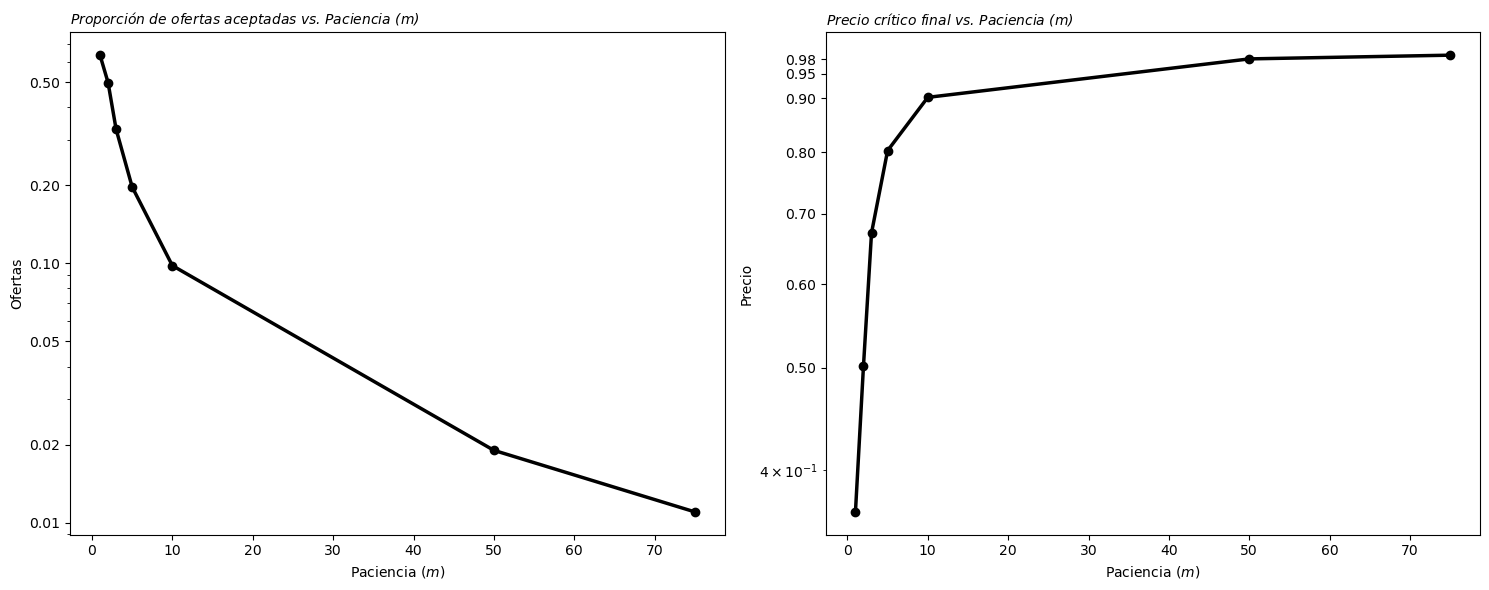 Proporción de ofertas aceptadas vs. Paciencia (m)
0.50
0.20
0.10
0.05
0.02
0.01
Ofertas
0 10 20 30 40 50 60 70
Paciencia (m)
Precio crítico final vs. Paciencia (m)
0.98
0.95
0.90
0.80
0.70
0.60
0.50
4 × 10⁻¹
Precio
0 10 20 30 40 50 60 70
Paciencia (m)